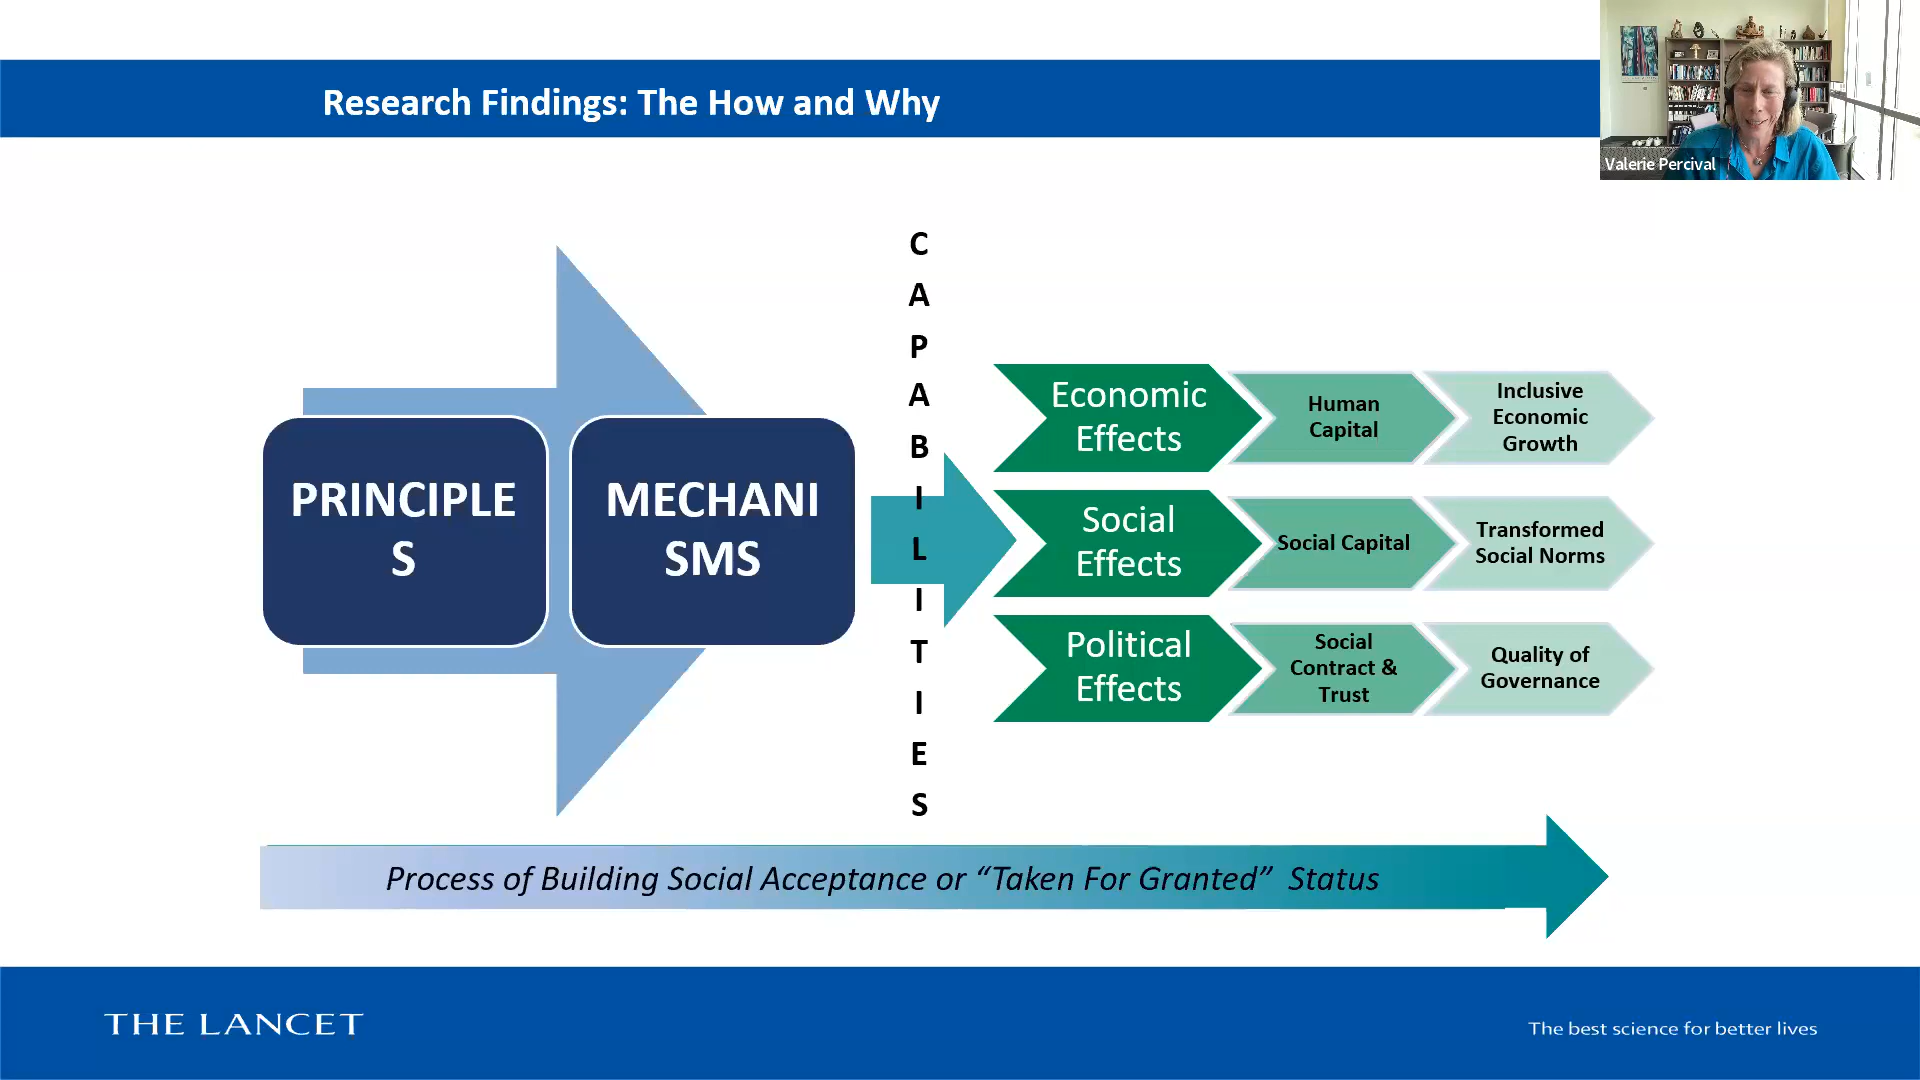 Research Findings: The How and Why
Valerie Percival
PRINCIPLE
S
MECHANI
SMS
C
A
P
A
B
I
L
I
T
I
E
S
Economic
Effects
Human
Capital
Inclusive
Economic
Growth
Social
Effects
Social Capital
Transformed
Social Norms
Political
Effects
Social
Contract &
Trust
Quality of
Governance
Process of Building Social Acceptance or “Taken For Granted” Status
THE LANCET
The best science for better lives